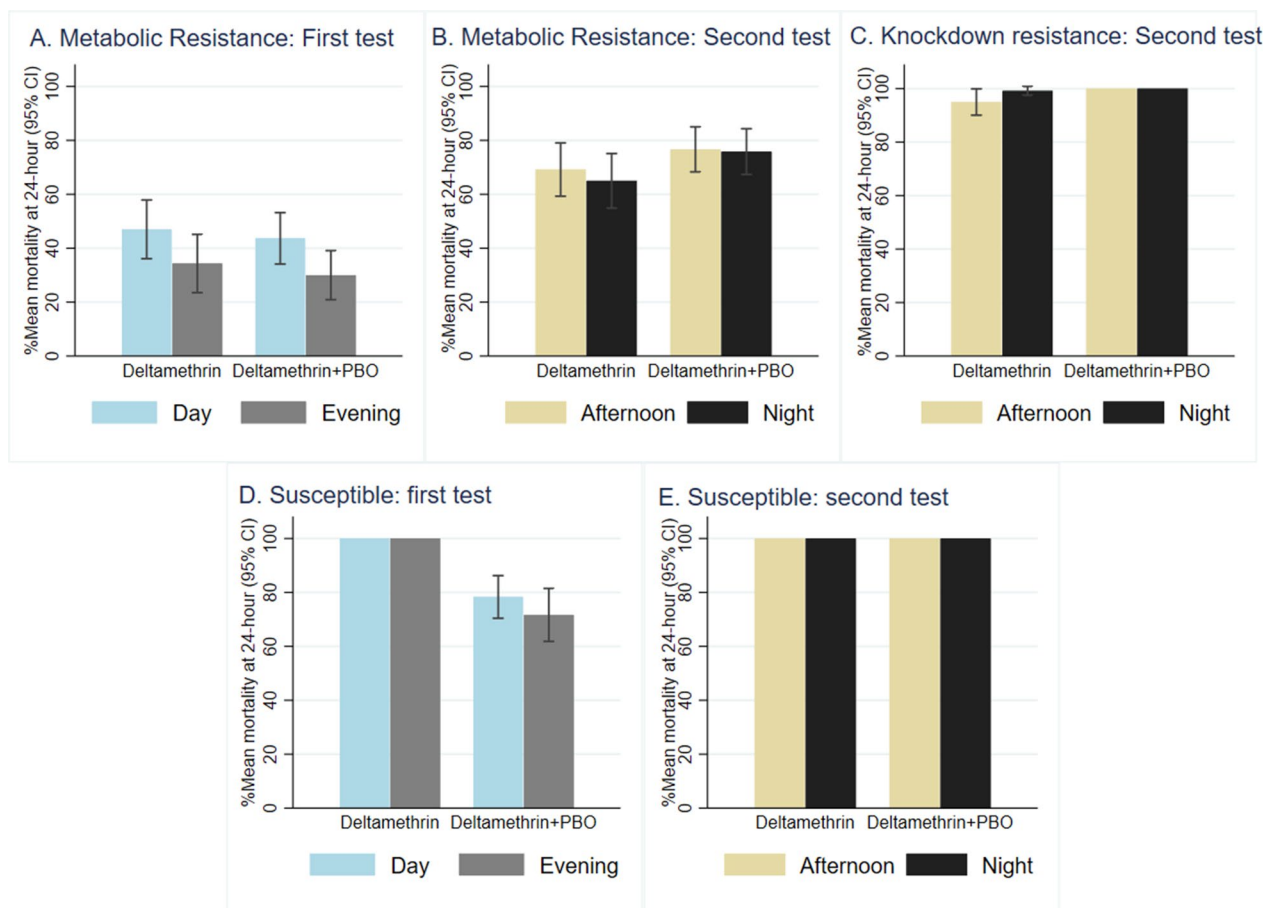 A. Metabolic Resistance: First test
%Mean mortality at 24-hour (95% CI)
100
80
60
40
20
0
Deltamethrin Deltamethrin+PBO
Day Evening
B. Metabolic Resistance: Second test
%Mean mortality at 24-hour (95% CI)
100
80
60
40
20
0
Deltamethrin Deltamethrin+PBO
Afternoon Night
C. Knockdown resistance: Second test
%Mean mortality at 24-hour (95% CI)
100
80
60
40
20
0
Deltamethrin Deltamethrin+PBO
Afternoon Night
D. Susceptible: first test
%Mean mortality at 24-hour (95% CI)
100
80
60
40
20
0
Deltamethrin Deltamethrin+PBO
Day Evening
E. Susceptible: second test
%Mean mortality at 24-hour (95% CI)
100
80
60
40
20
0
Deltamethrin Deltamethrin+PBO
Afternoon Night